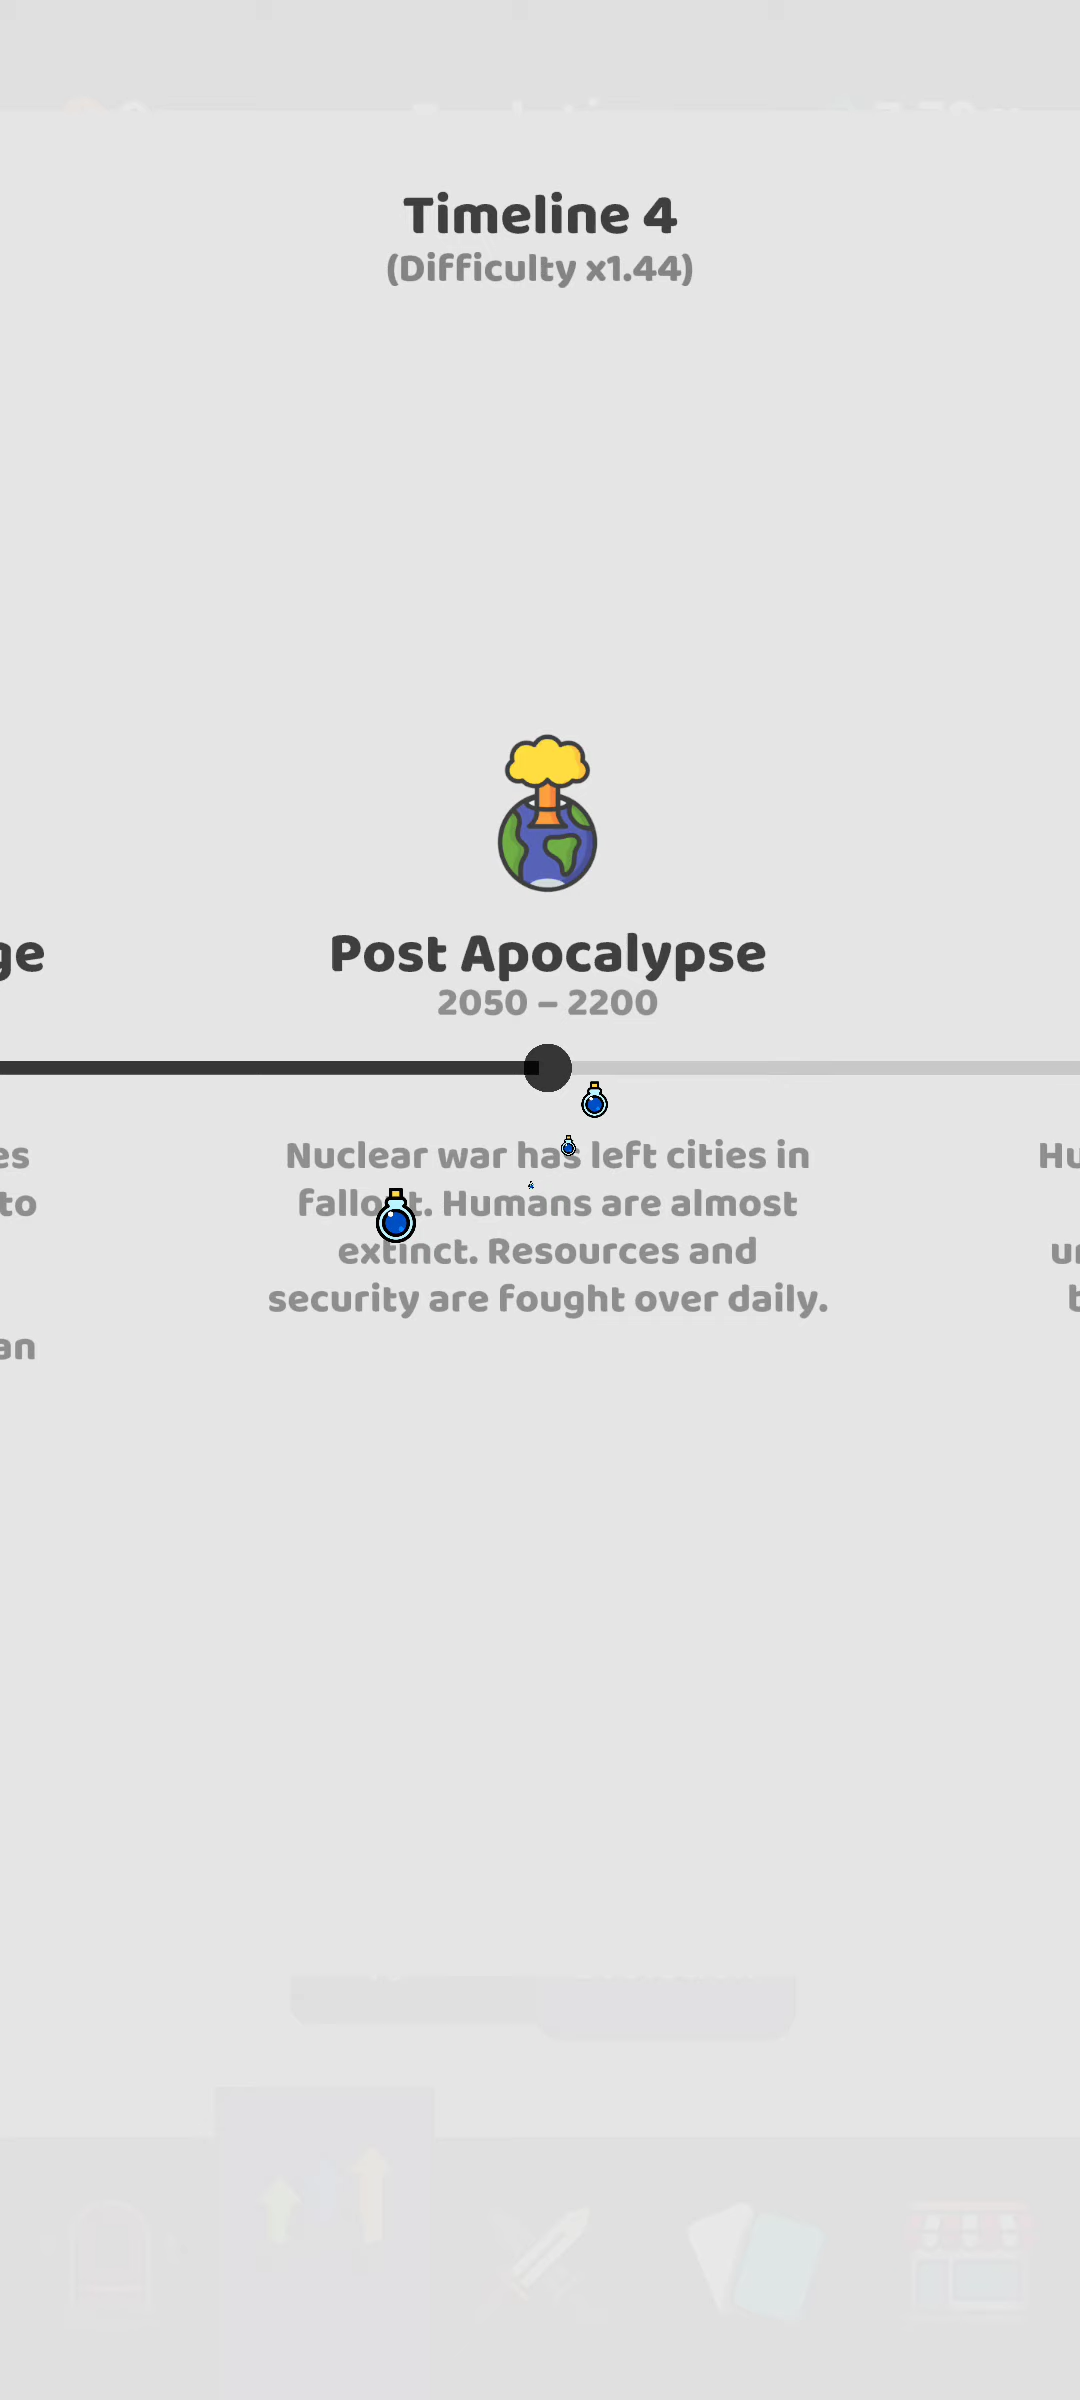 Timeline 4
(Difficulty x1.44)
ge
Post Apocalypse
2050 – 2200
es
to
an
Nuclear war has left cities in
fallout. Humans are almost
extinct. Resources and
security are fought over daily.
Hu